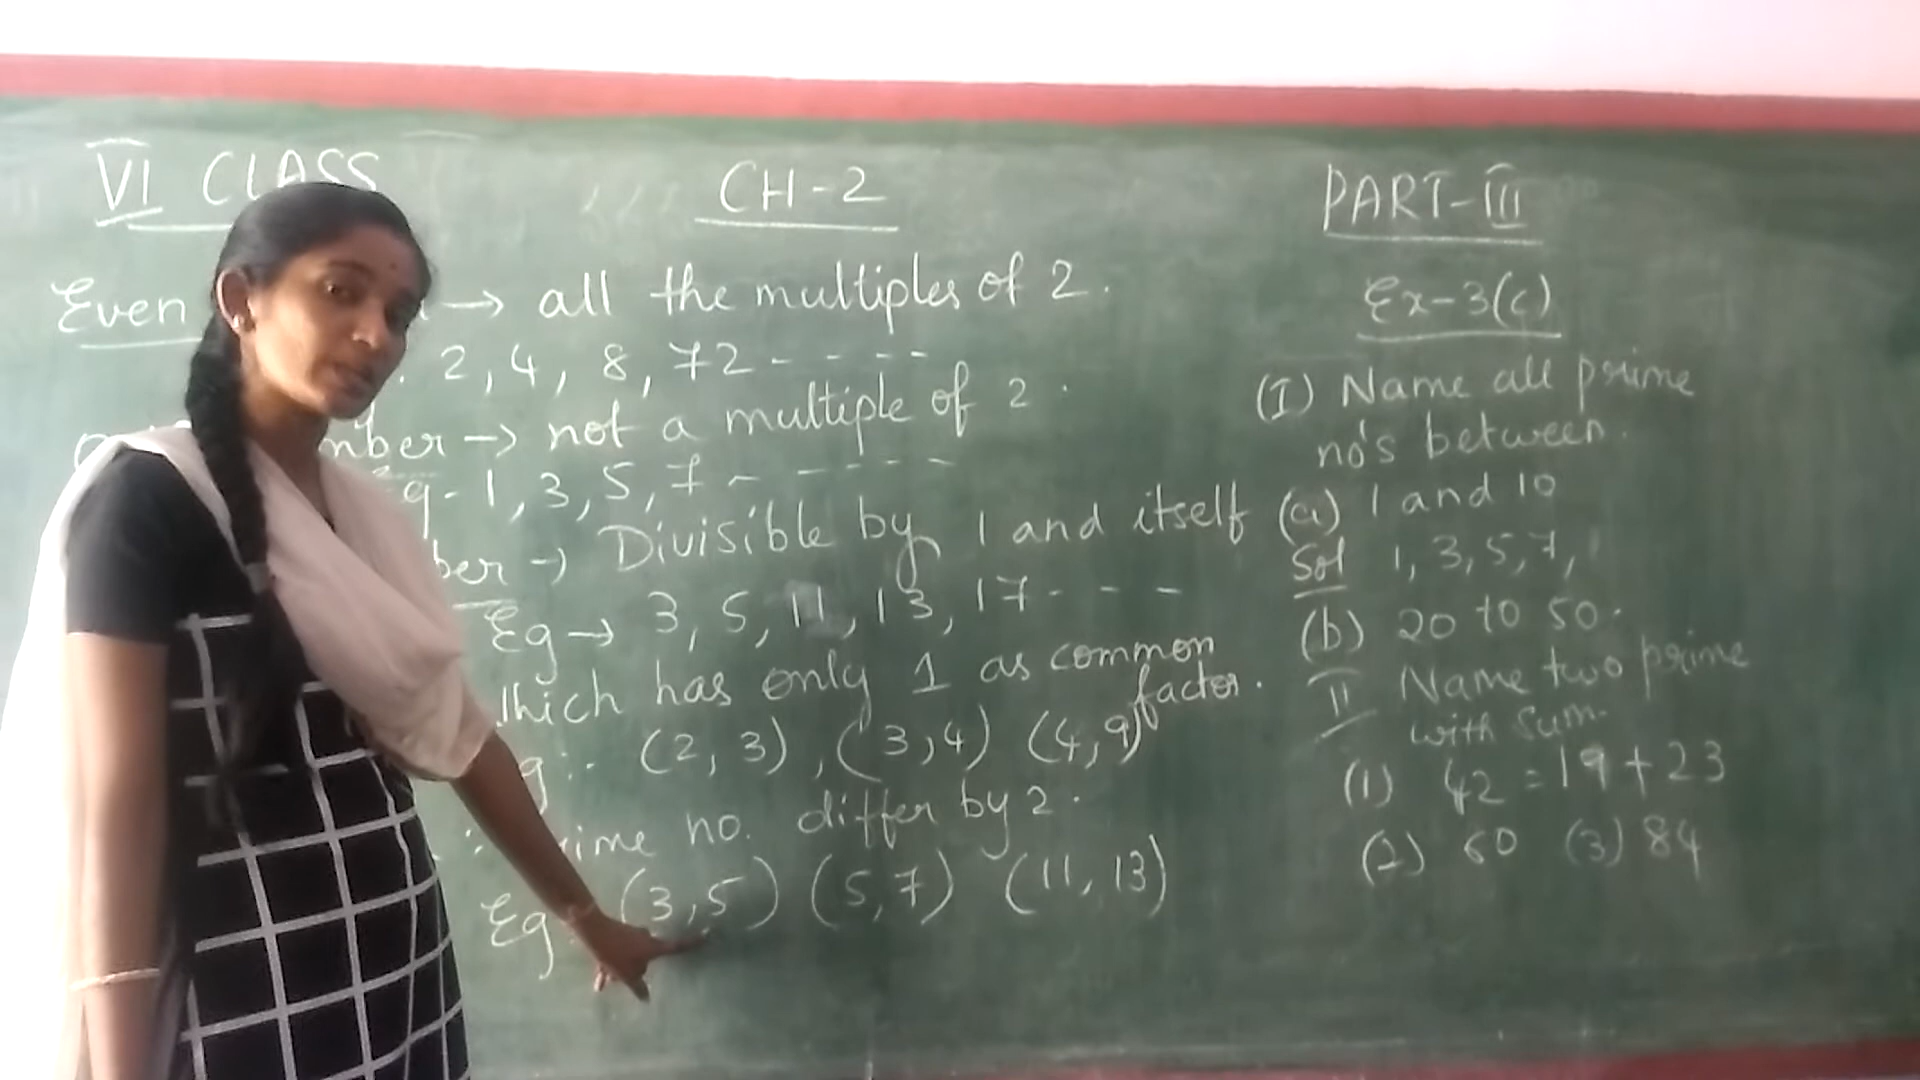 VI CLASS
CH-2
PART-III
Even → all the multiples of 2.
2, 4, 8, 72 - - - -
mber → not a multiple of 2.
Eg - 1, 3, 5, 7 - - - - -
ber → Divisible by 1 and itself
Eg → 3, 5, 11, 13, 17 - - -
Which has only 1 as common
factor.
g :- (2, 3), (3,4) (4,9)
: rime no. differ by 2.
Eg (3,5) (5,7) (11, 13)
Ex-3(c)
(I) Name all prime
no's between.
(a) 1 and 10
Sol 1, 3, 5, 7,
(b) 20 to 50.
II Name two prime
with sum.
(1) 42 = 19 + 23
(2) 60 (3) 84